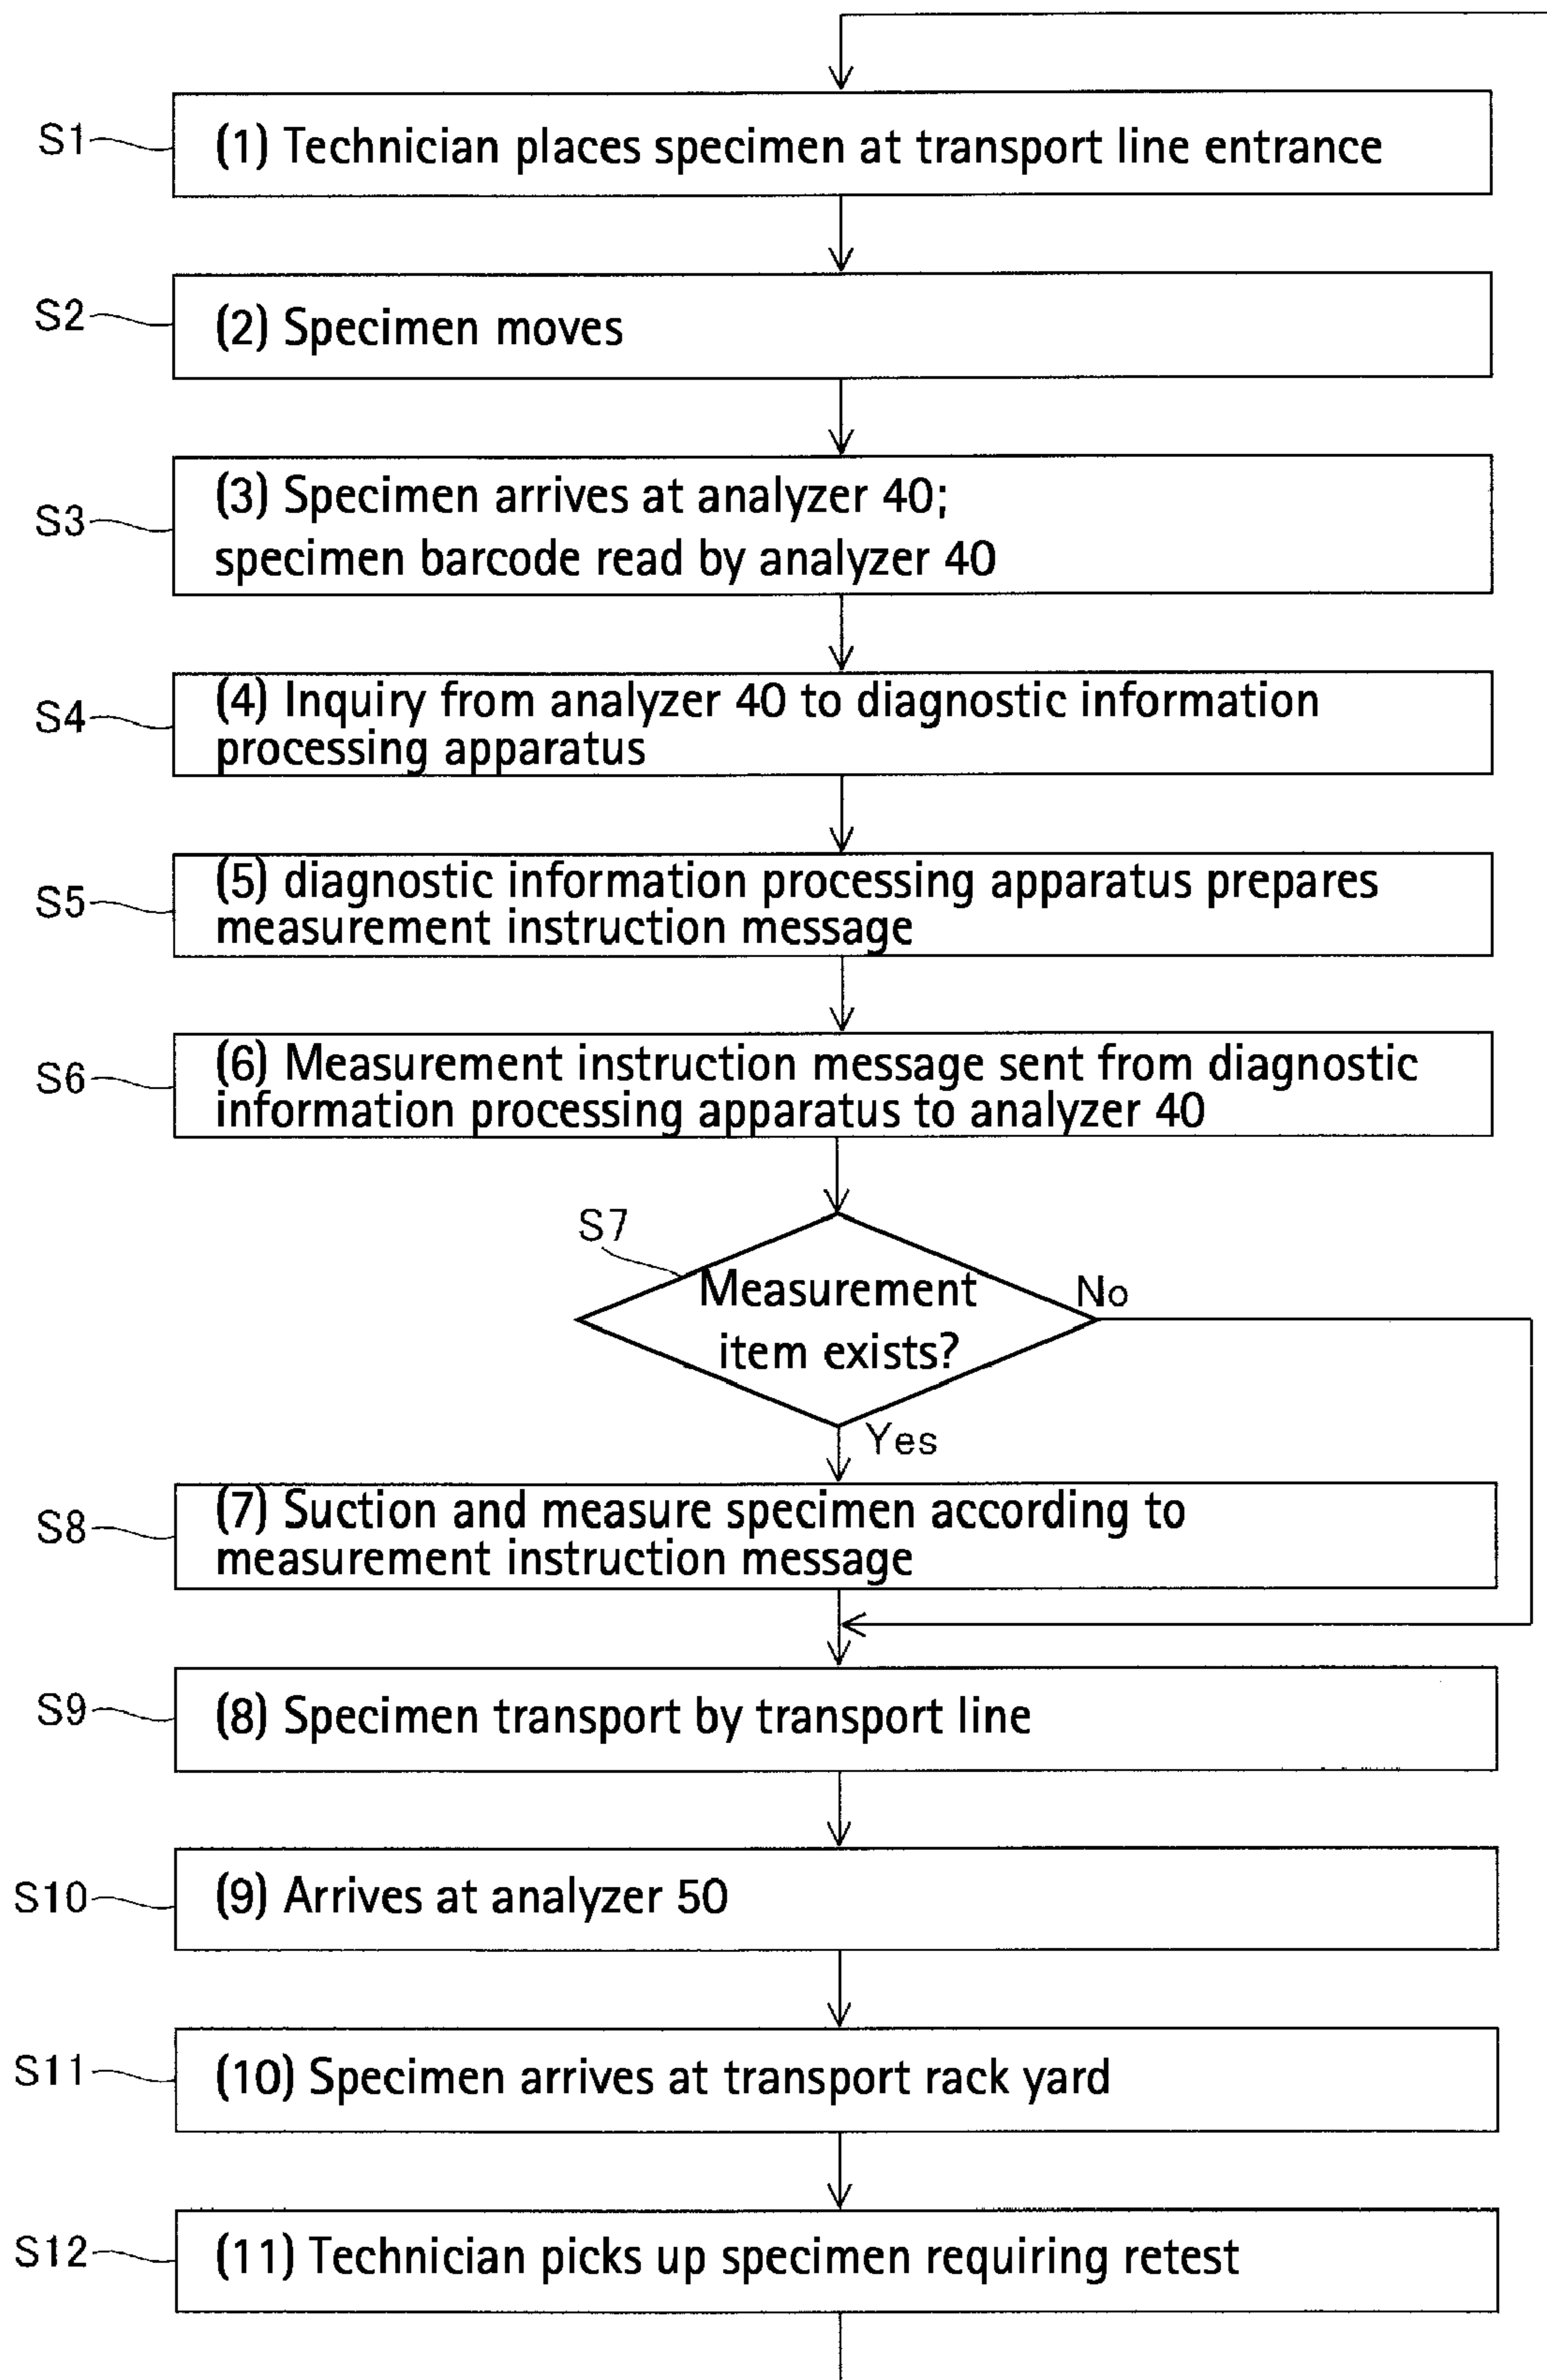 S1
(1) Technician places specimen at transport line entrance
S2
(2) Specimen moves
S3
(3) Specimen arrives at analyzer 40;
specimen barcode read by analyzer 40
S4
(4) Inquiry from analyzer 40 to diagnostic information
processing apparatus
S5
(5) diagnostic information processing apparatus prepares
measurement instruction message
S6
(6) Measurement instruction message sent from diagnostic
information processing apparatus to analyzer 40
S7
Measurement
item exists?
No
Yes
S8
(7) Suction and measure specimen according to
measurement instruction message
S9
(8) Specimen transport by transport line
S10
(9) Arrives at analyzer 50
S11
(10) Specimen arrives at transport rack yard
S12
(11) Technician picks up specimen requiring retest